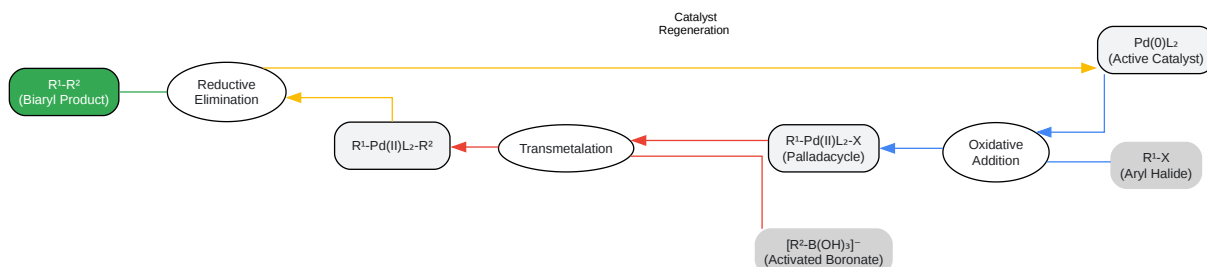 Catalyst
Regeneration
Pd(0)L₂
(Active Catalyst)
R¹-R²
(Biaryl Product)
Reductive
Elimination
R¹-Pd(II)L₂-R²
Transmetalation
R¹-Pd(II)L₂-X
(Palladacycle)
Oxidative
Addition
R¹-X
(Aryl Halide)
[R²-B(OH)₃]⁻
(Activated Boronate)